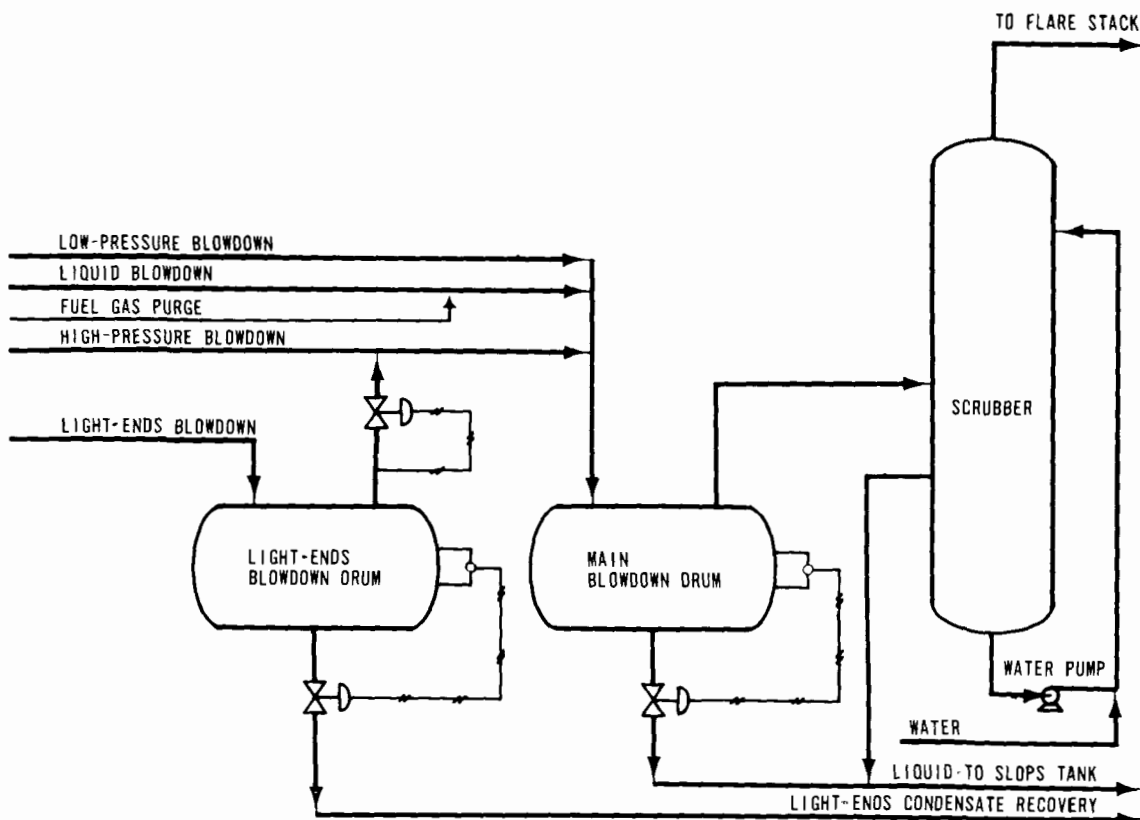 TO FLARE STACK
LOW-PRESSURE BLOWDOWN
LIQUID BLOWDOWN
FUEL GAS PURGE
HIGH-PRESSURE BLOWDOWN
LIGHT-ENDS BLOWDOWN
SCRUBBER
LIGHT-ENDS
BLOWDOWN DRUM
MAIN
BLOWDOWN DRUM
WATER PUMP
WATER
LIQUID-TO SLOPS TANK
LIGHT-ENDS CONDENSATE RECOVERY